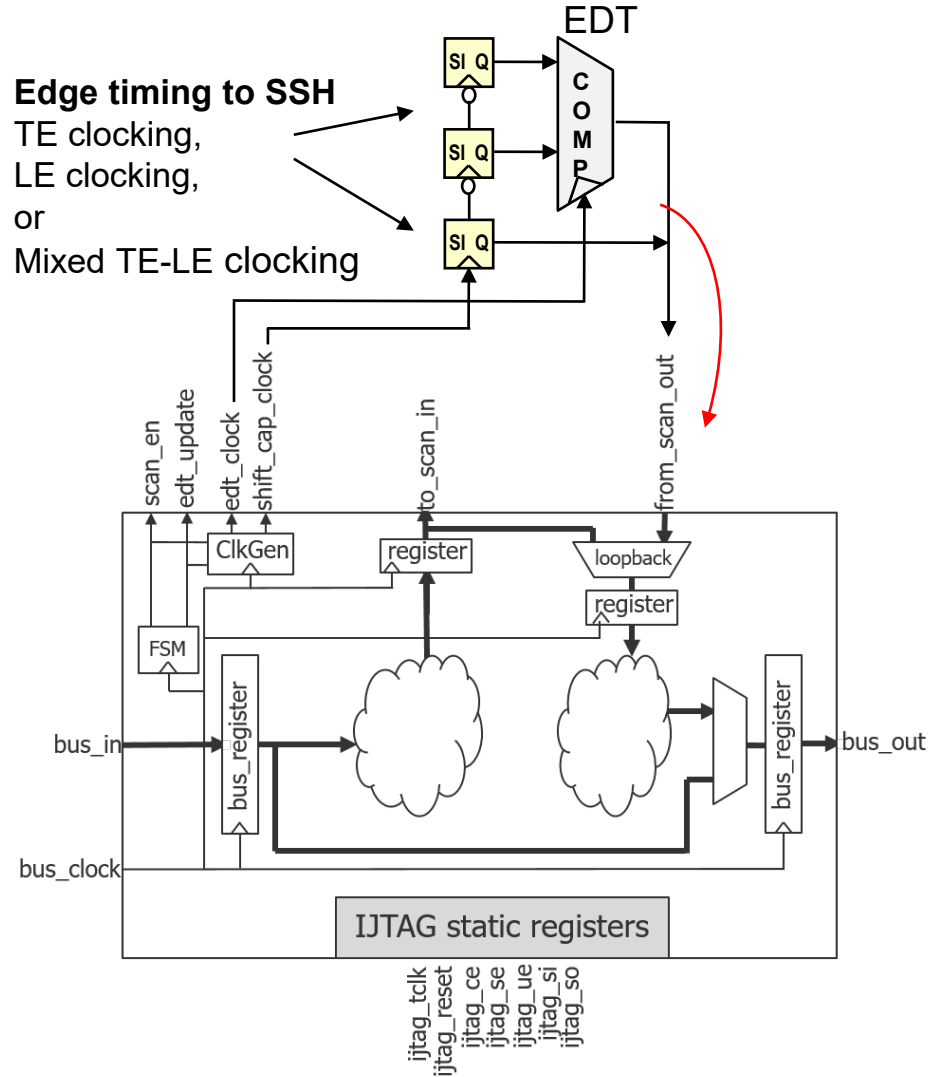 EDT
SI Q
Edge timing to SSH
TE clocking,
LE clocking,
or
Mixed TE-LE clocking
SI Q
SI Q
COMP
scan_en
edt_update
edt_clock
shift_cap_clock
to_scan_in
from_scan_out
ClkGen
register
loopback
register
FSM
bus_register
bus_register
bus_in
bus_out
bus_clock
IJTAG static registers
ijtag_tclk
ijtag_reset
ijtag_ce
ijtag_se
ijtag_ue
ijtag_si
ijtag_so